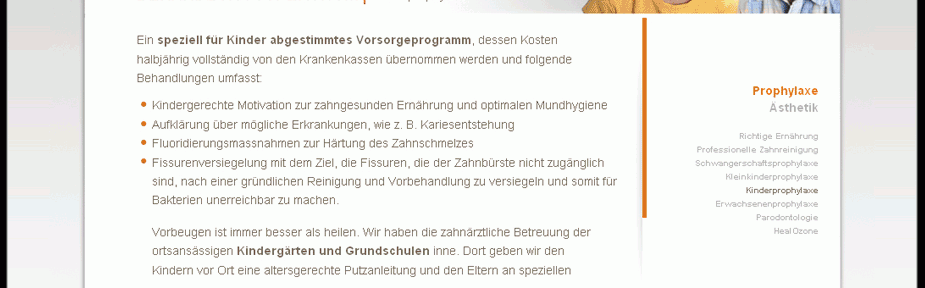 Ein speziell für Kinder abgestimmtes Vorsorgeprogramm, dessen Kosten
halbjährig vollständig von den Krankenkassen übernommen werden und folgende
Behandlungen umfasst:
Kindergerechte Motivation zur zahngesunden Ernährung und optimalen Mundhygiene
Aufklärung über mögliche Erkrankungen, wie z. B. Kariesentstehung
Fluoridierungsmassnahmen zur Härtung des Zahnschmelzes
Fissurenversiegelung mit dem Ziel, die Fissuren, die der Zahnbürste nicht zugänglich
sind, nach einer gründlichen Reinigung und Vorbehandlung zu versiegeln und somit für
Bakterien unerreichbar zu machen.
Vorbeugen ist immer besser als heilen. Wir haben die zahnärztliche Betreuung der
ortsansässigen Kindergärten und Grundschulen inne. Dort geben wir den
Kindern vor Ort eine altersgerechte Putzanleitung und den Eltern an speziellen
Prophylaxe
Ästhetik
Richtige Ernährung
Professionelle Zahnreinigung
Schwangerschaftsprophylaxe
Kleinkinderprophylaxe
Kinderprophylaxe
Erwachsenenprophylaxe
Parodontologie
HealOzone